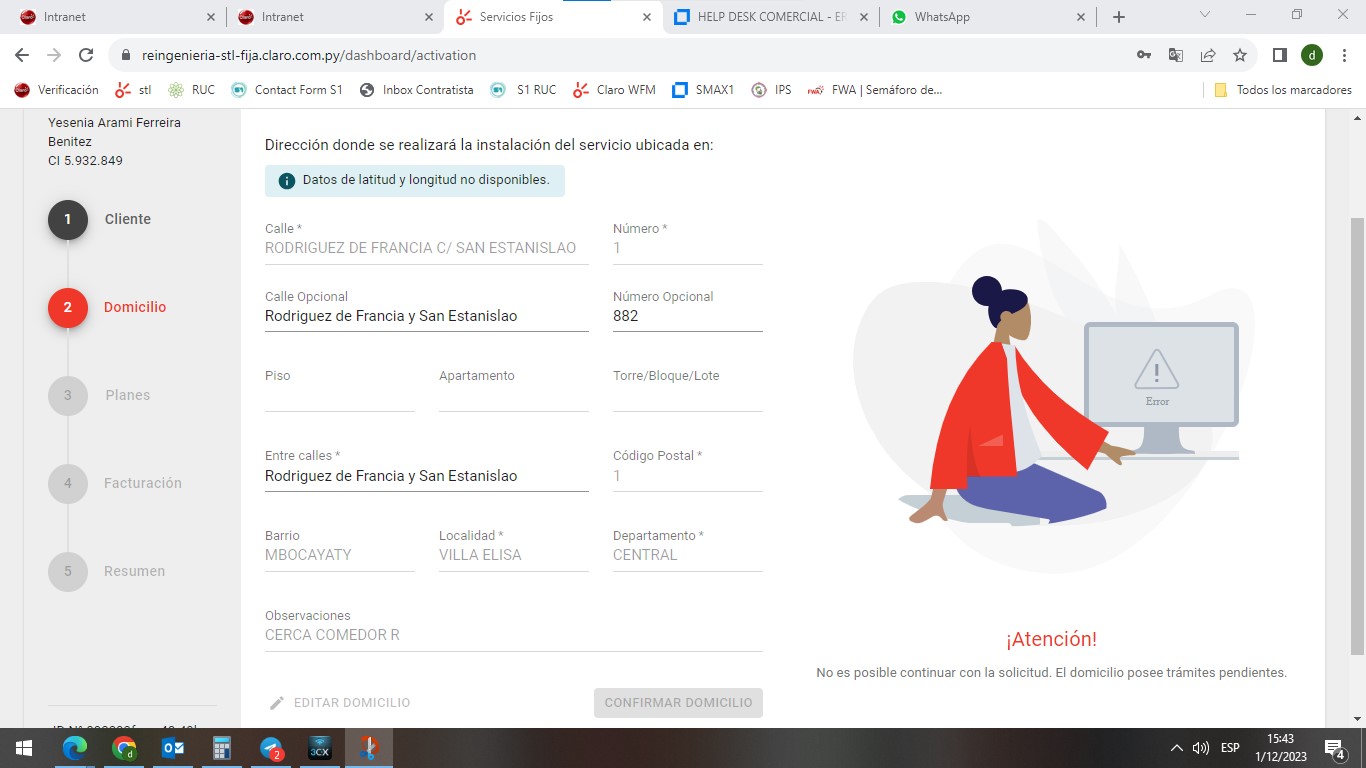 Intranet
Intranet
Servicios Fijos
HELP DESK COMERCIAL - EF
WhatsApp
reingenieria-stl-fija.claro.com.py/dashboard/activation
d
Verificación
stl
RUC
Contact Form S1
Inbox Contratista
S1 RUC
Claro WFM
SMAX1
IPS
FWA | Semáforo de...
Todos los marcadores
Yesenia Arami Ferreira
Benitez
CI 5.932.849
1 Cliente
2 Domicilio
3 Planes
4 Facturación
5 Resumen
Dirección donde se realizará la instalación del servicio ubicada en:
Datos de latitud y longitud no disponibles.
Calle *
RODRIGUEZ DE FRANCIA C/ SAN ESTANISLAO
Número *
1
Calle Opcional
Rodriguez de Francia y San Estanislao
Número Opcional
882
Piso
Apartamento
Torre/Bloque/Lote
Entre calles *
Rodriguez de Francia y San Estanislao
Código Postal *
1
Barrio
MBOCAYATY
Localidad *
VILLA ELISA
Departamento *
CENTRAL
Observaciones
CERCA COMEDOR R
EDITAR DOMICILIO
CONFIRMAR DOMICILIO
Error
¡Atención!
No es posible continuar con la solicitud. El domicilio posee trámites pendientes.
2
3CX
ESP
15:43
1/12/2023
4